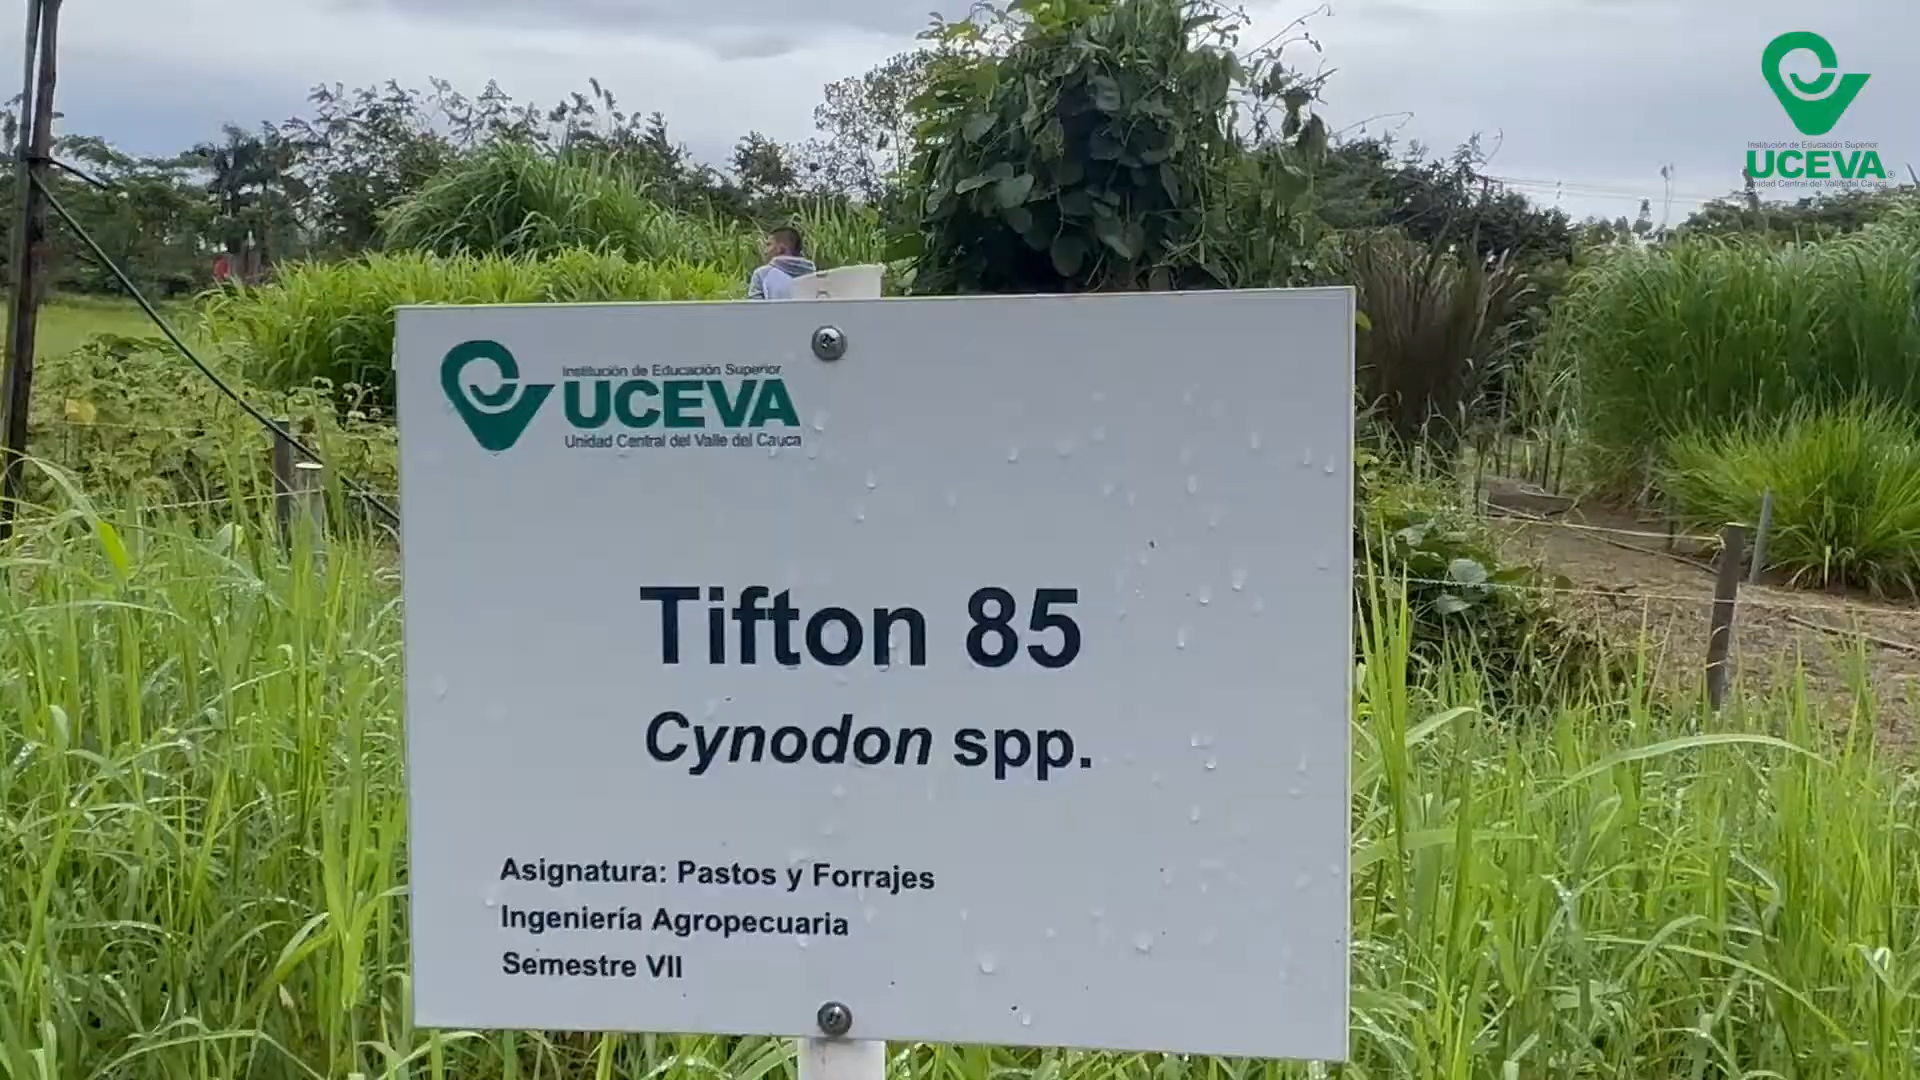 Institución de Educación Superior
UCEVA
Unidad Central del Valle del Cauca
Institución de Educación Superior
UCEVA
Unidad Central del Valle del Cauca
Tifton 85
Cynodon spp.
Asignatura: Pastos y Forrajes
Ingeniería Agropecuaria
Semestre VII